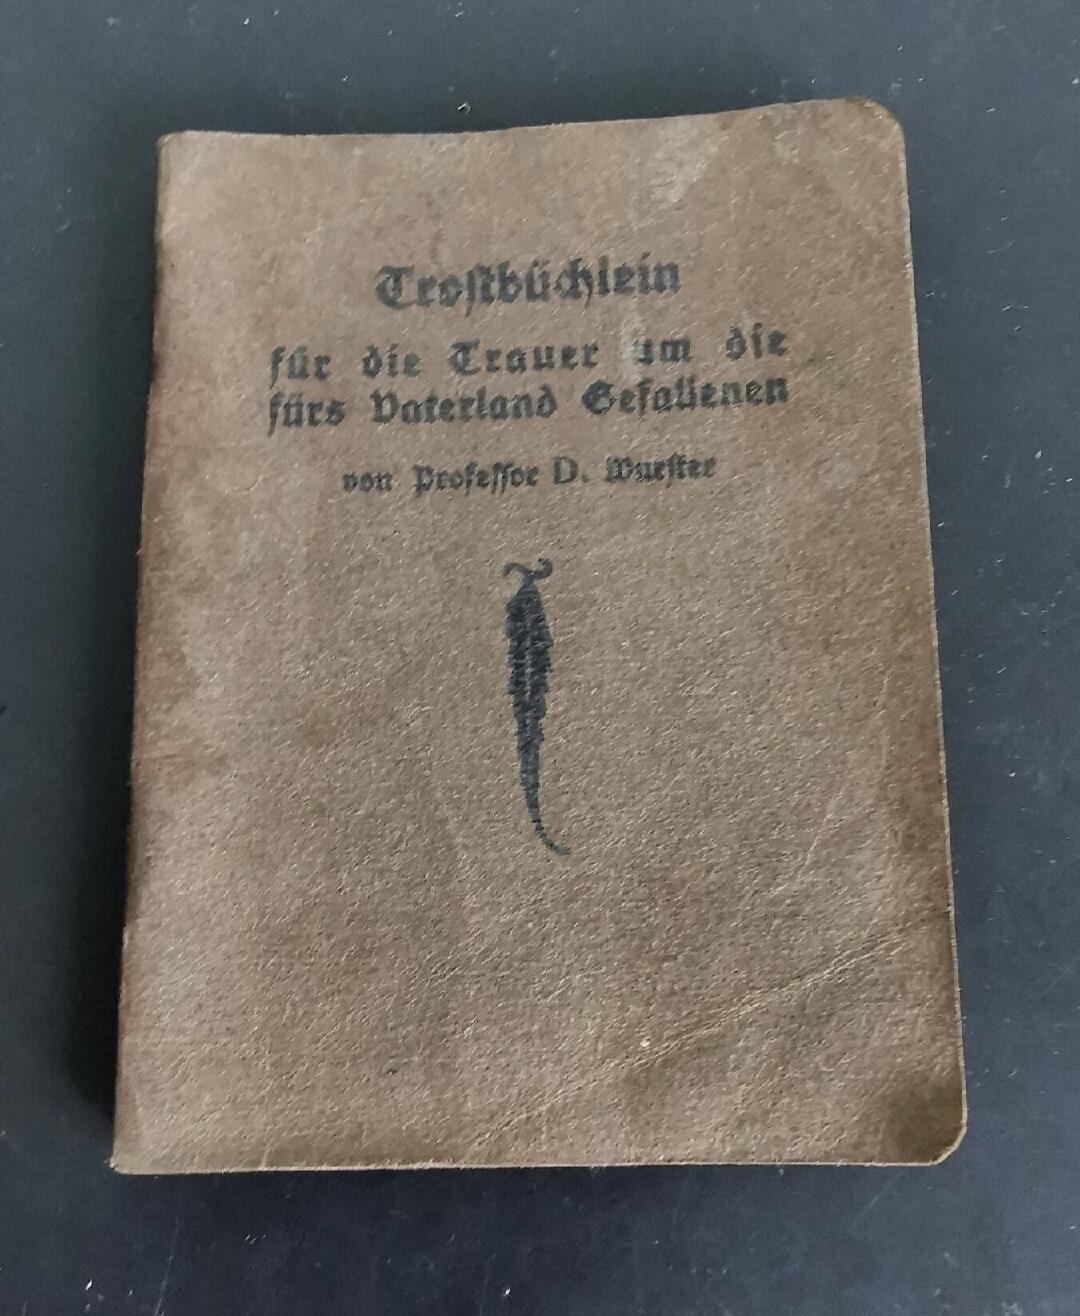 Trostbüchlein
für die Trauer um die
fürs Vaterland Gefallenen
von Professor D. Wurster